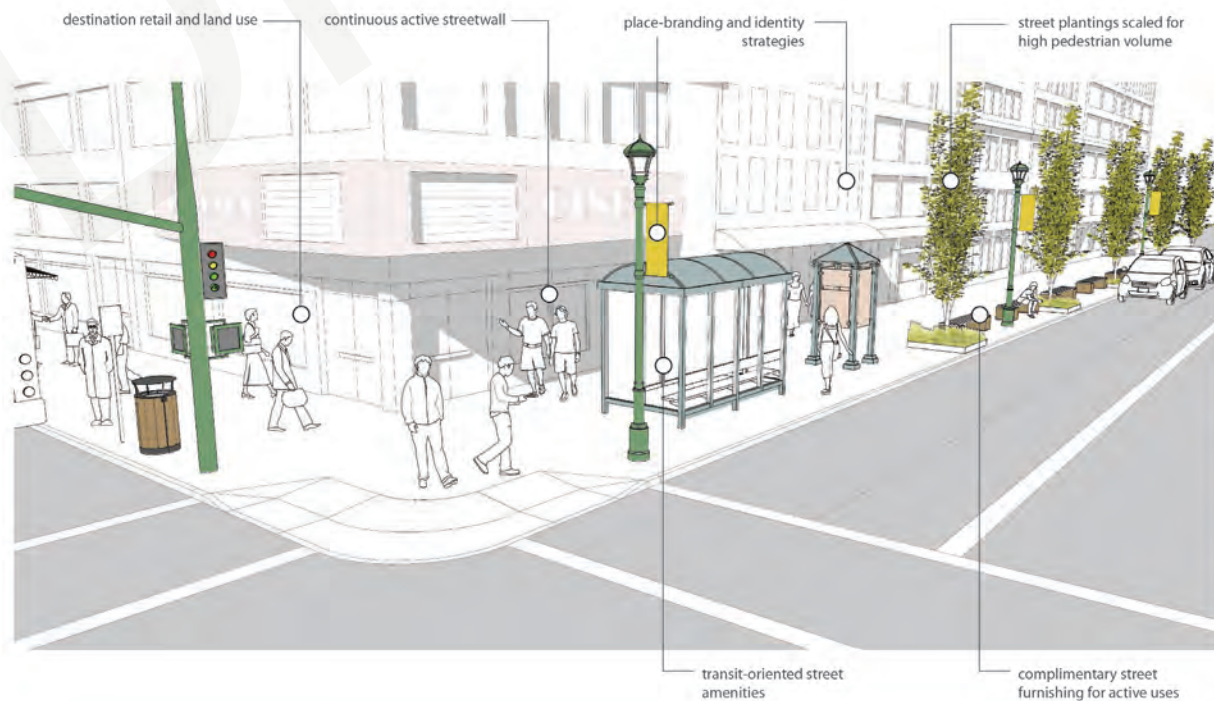 destination retail and land use
continuous active streetwall
place-branding and identity
strategies
street plantings scaled for
high pedestrian volume
transit-oriented street
amenities
complimentary street
furnishing for active uses